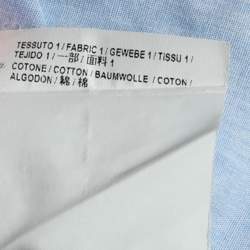 TESSUTO 1 / FABRIC 1 / GEWEBE 1 / TISSU 1 /
TEJIDO 1 / 一部 / 面料 1
COTONE / COTTON / BAUMWOLLE / COTON /
ALGODON / 綿 / 棉